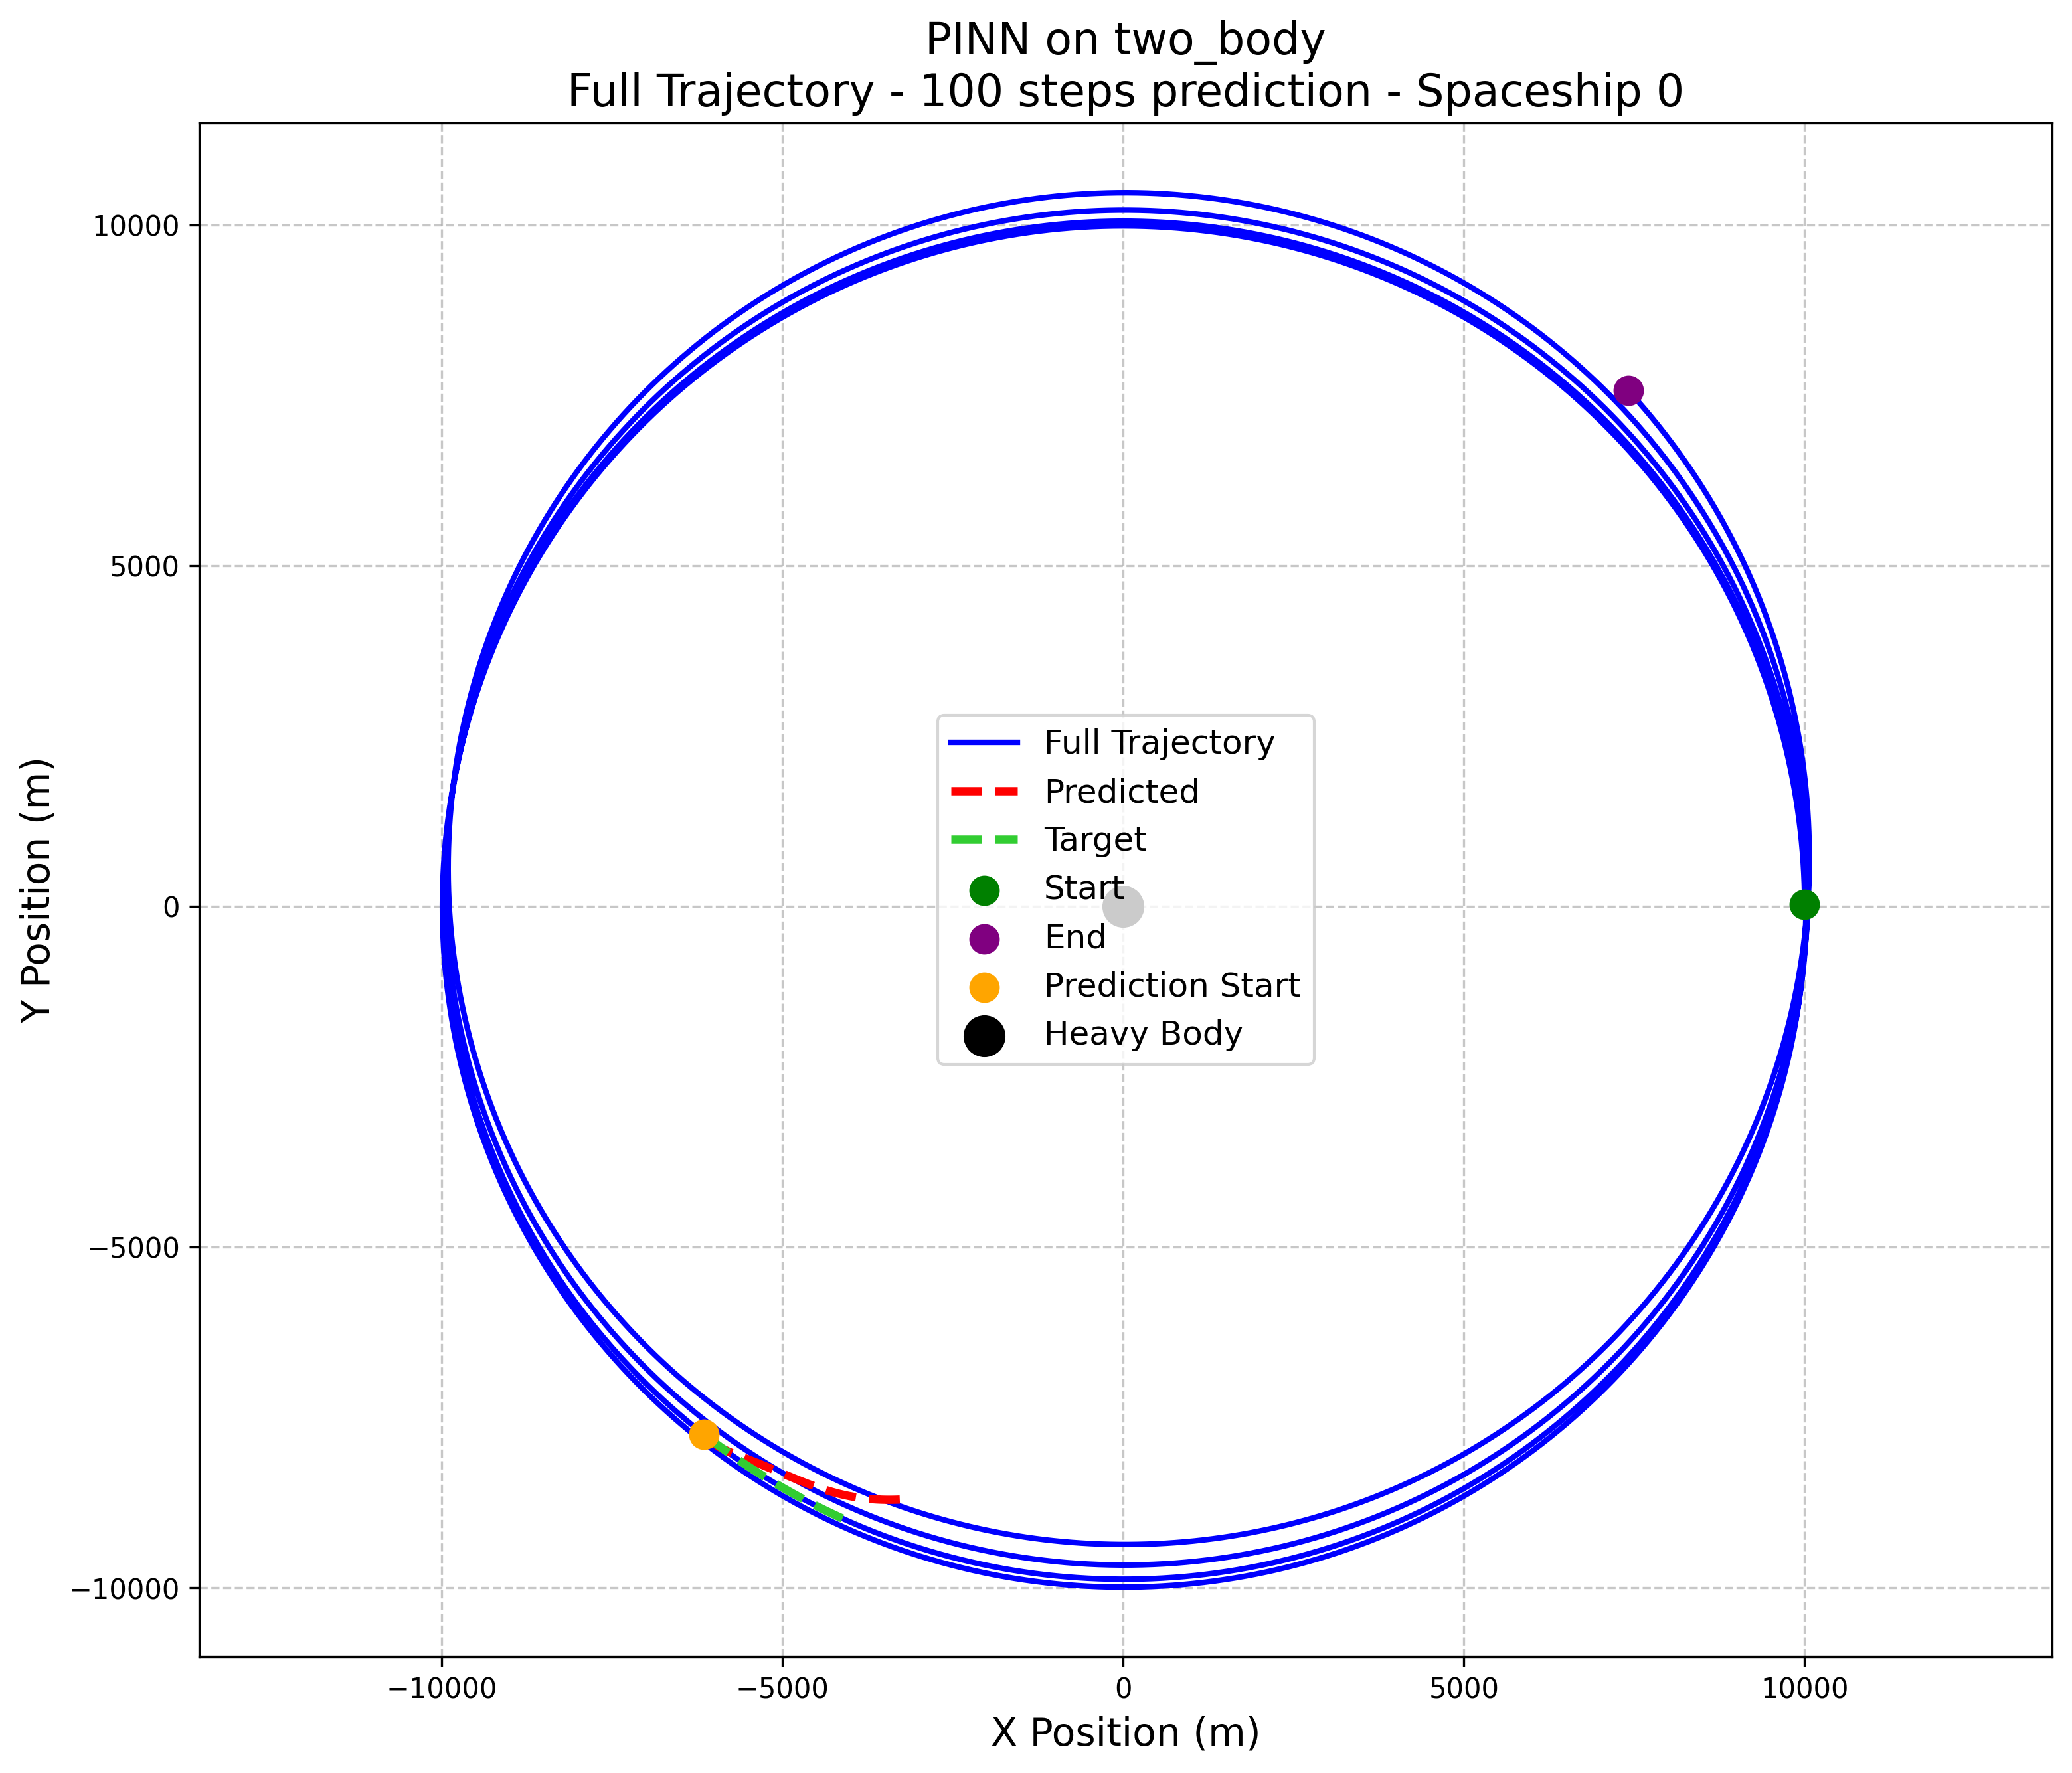 PINN on two_body
Full Trajectory - 100 steps prediction - Spaceship 0
10000
5000
0
−5000
−10000
Y Position (m)
Full Trajectory
Predicted
Target
Start
End
Prediction Start
Heavy Body
−10000
−5000
0
5000
10000
X Position (m)